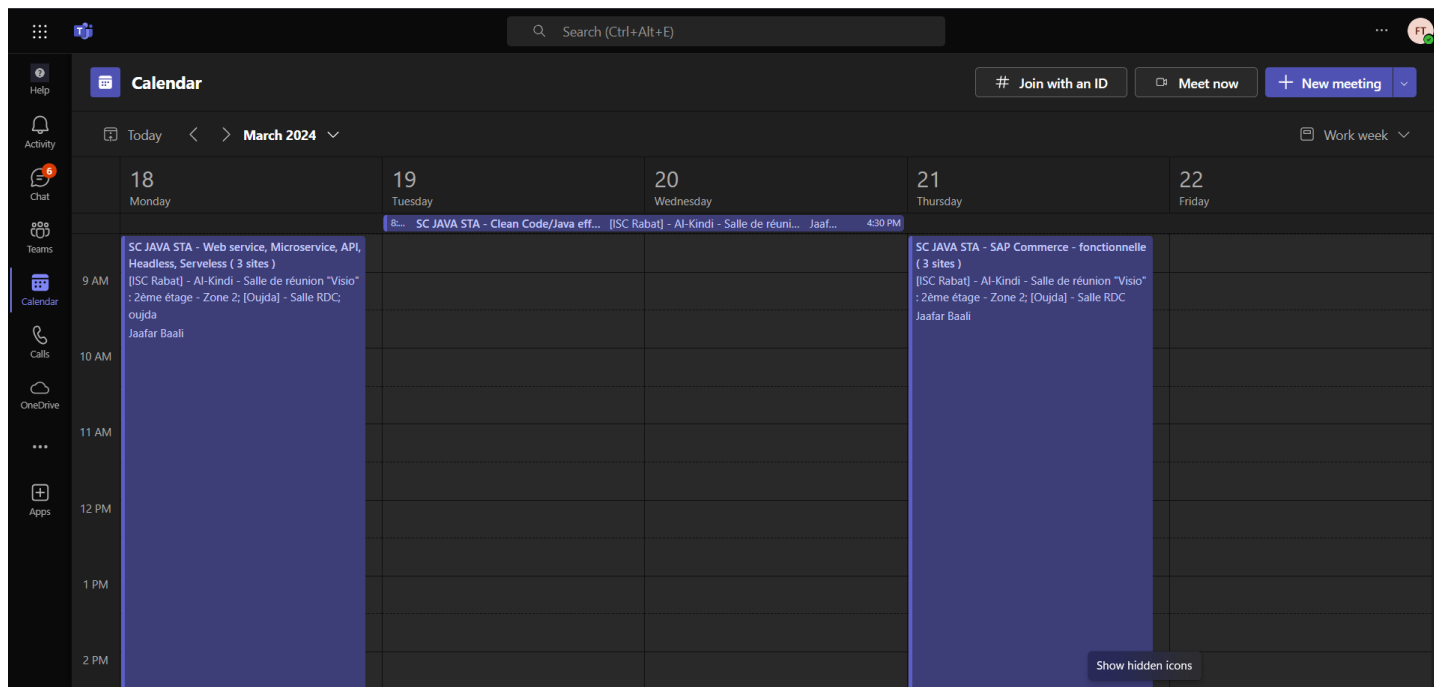 Search (Ctrl+Alt+E)
FT
Help
Activity
6
Chat
Teams
Calendar
Calls
OneDrive
Apps
Calendar
# Join with an ID
Meet now
+ New meeting
Today
March 2024
Work week
18
Monday
19
Tuesday
20
Wednesday
21
Thursday
22
Friday
8:... SC JAVA STA - Clean Code/Java eff... [ISC Rabat] - Al-Kindi - Salle de réuni... Jaaf... 4:30 PM
9 AM
10 AM
11 AM
12 PM
1 PM
2 PM
SC JAVA STA - Web service, Microservice, API,
Headless, Serveless ( 3 sites )
[ISC Rabat] - Al-Kindi - Salle de réunion "Visio"
: 2ème étage - Zone 2; [Oujda] - Salle RDC;
oujda
Jaafar Baali
SC JAVA STA - SAP Commerce - fonctionnelle
( 3 sites )
[ISC Rabat] - Al-Kindi - Salle de réunion "Visio"
: 2ème étage - Zone 2; [Oujda] - Salle RDC
Jaafar Baali
Show hidden icons